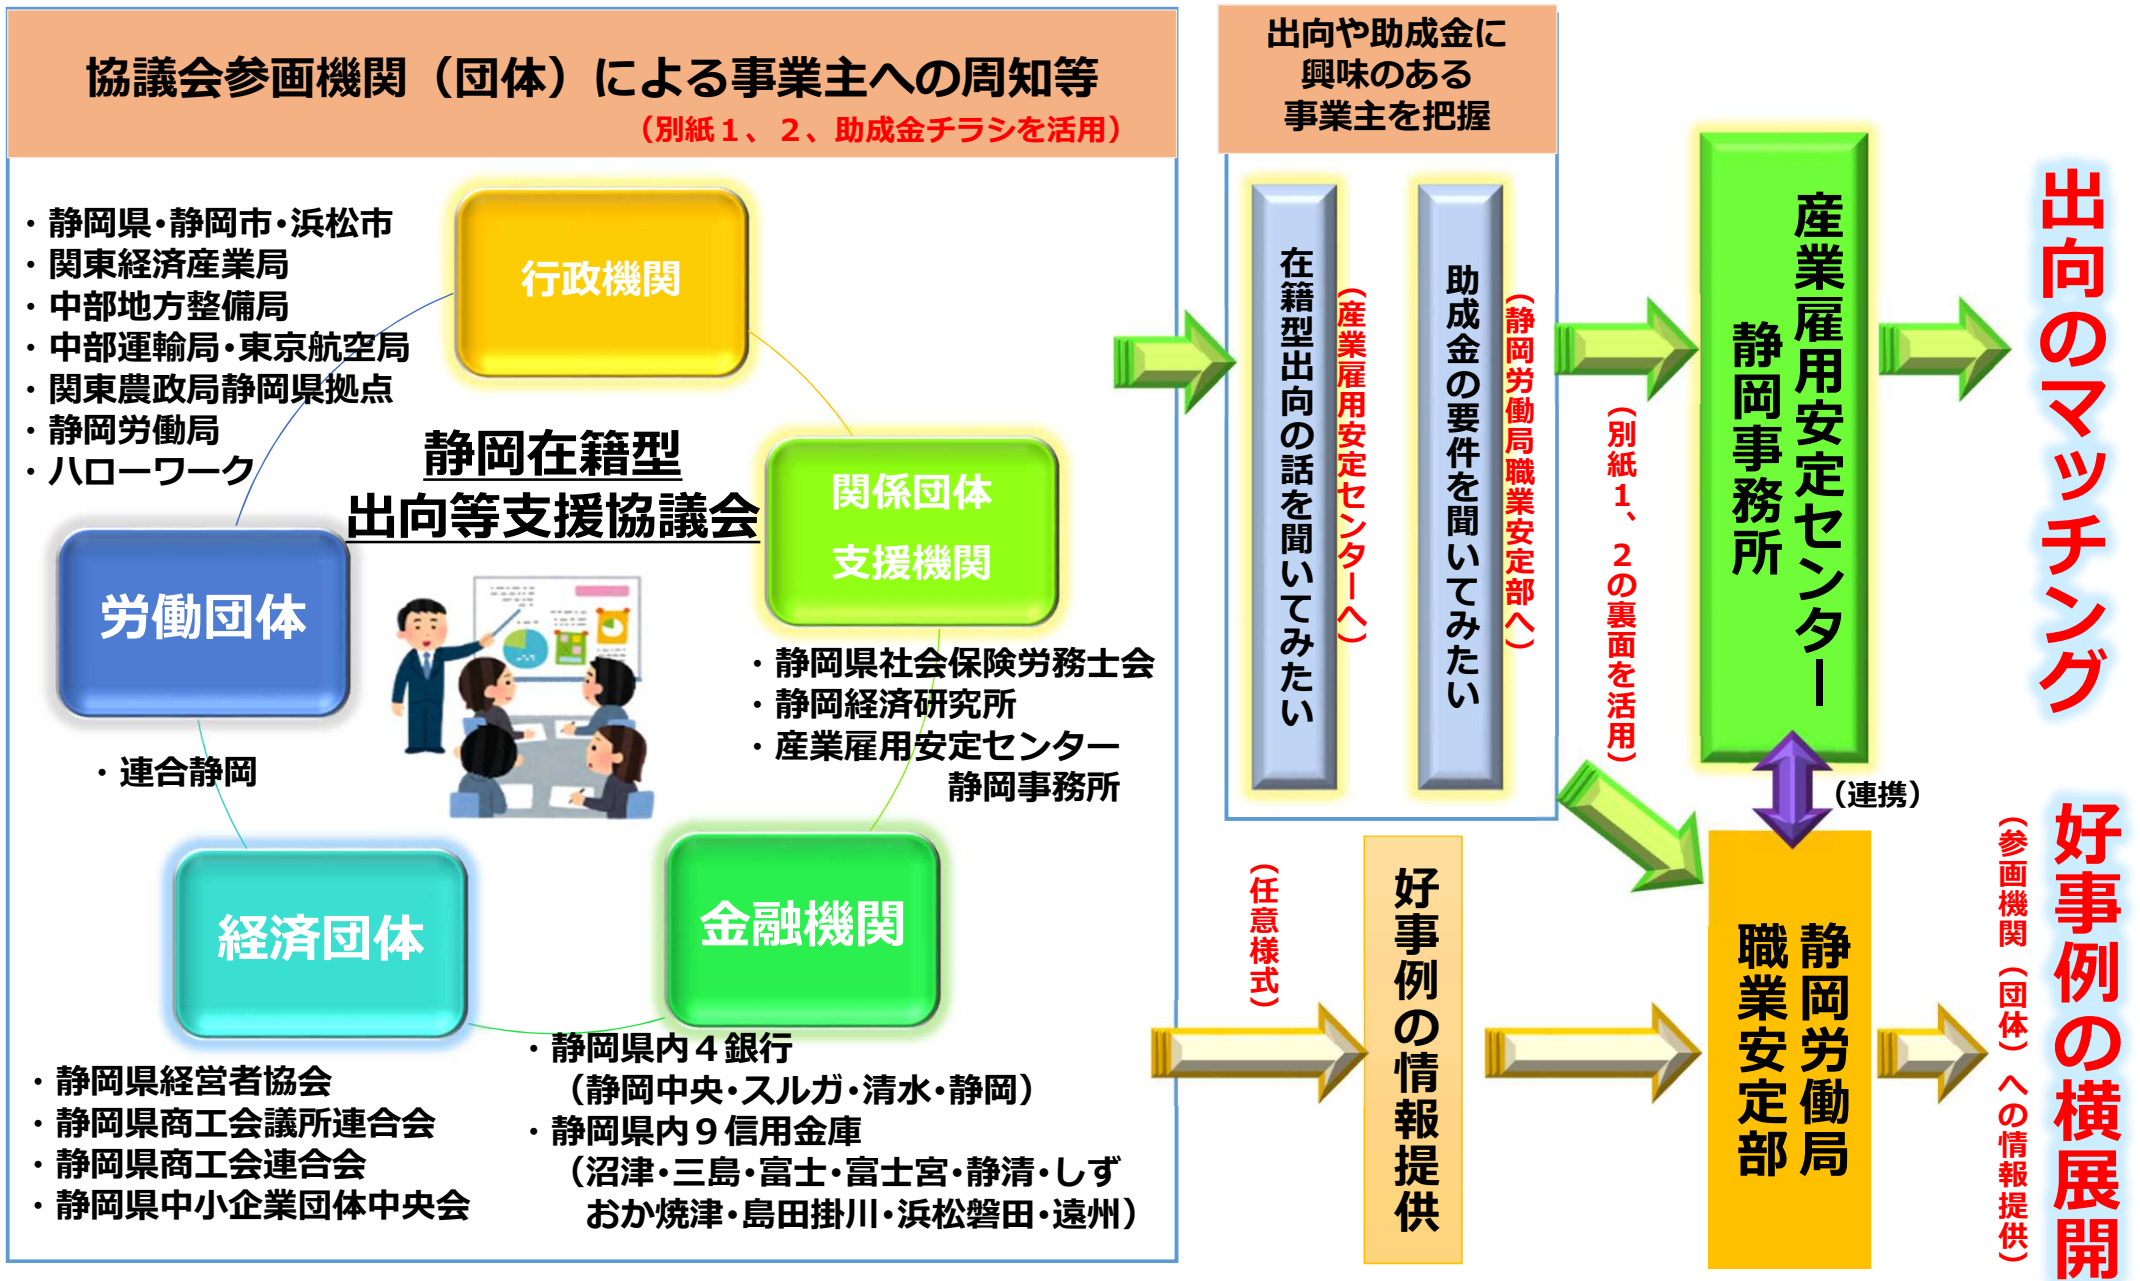 協議会参画機関（団体）による事業主への周知等
（別紙１、２、助成金チラシを活用）
・静岡県･静岡市･浜松市
・関東経済産業局
・中部地方整備局
・中部運輸局･東京航空局
・関東農政局静岡県拠点
・静岡労働局
・ハローワーク
行政機関
静岡在籍型
出向等支援協議会
関係団体
支援機関
・静岡県社会保険労務士会
・静岡経済研究所
・産業雇用安定センター
静岡事務所
労働団体
・連合静岡
経済団体
・静岡県経営者協会
・静岡県商工会議所連合会
・静岡県商工会連合会
・静岡県中小企業団体中央会
金融機関
・静岡県内４銀行
（静岡中央･スルガ･清水･静岡）
・静岡県内９信用金庫
（沼津･三島･富士･富士宮･静清･しず
おか焼津･島田掛川･浜松磐田･遠州）
出向や助成金に
興味のある
事業主を把握
在籍型出向の話を聞いてみたい
（産業雇用安定センターへ）
助成金の要件を聞いてみたい
（静岡労働局職業安定部へ）
（別紙１、２の裏面を活用）
産業雇用安定センター
静岡事務所
出向のマッチング
（連携）
（任意様式）
好事例の情報提供
静岡労働局
職業安定部
好事例の横展開
（参画機関（団体）への情報提供）